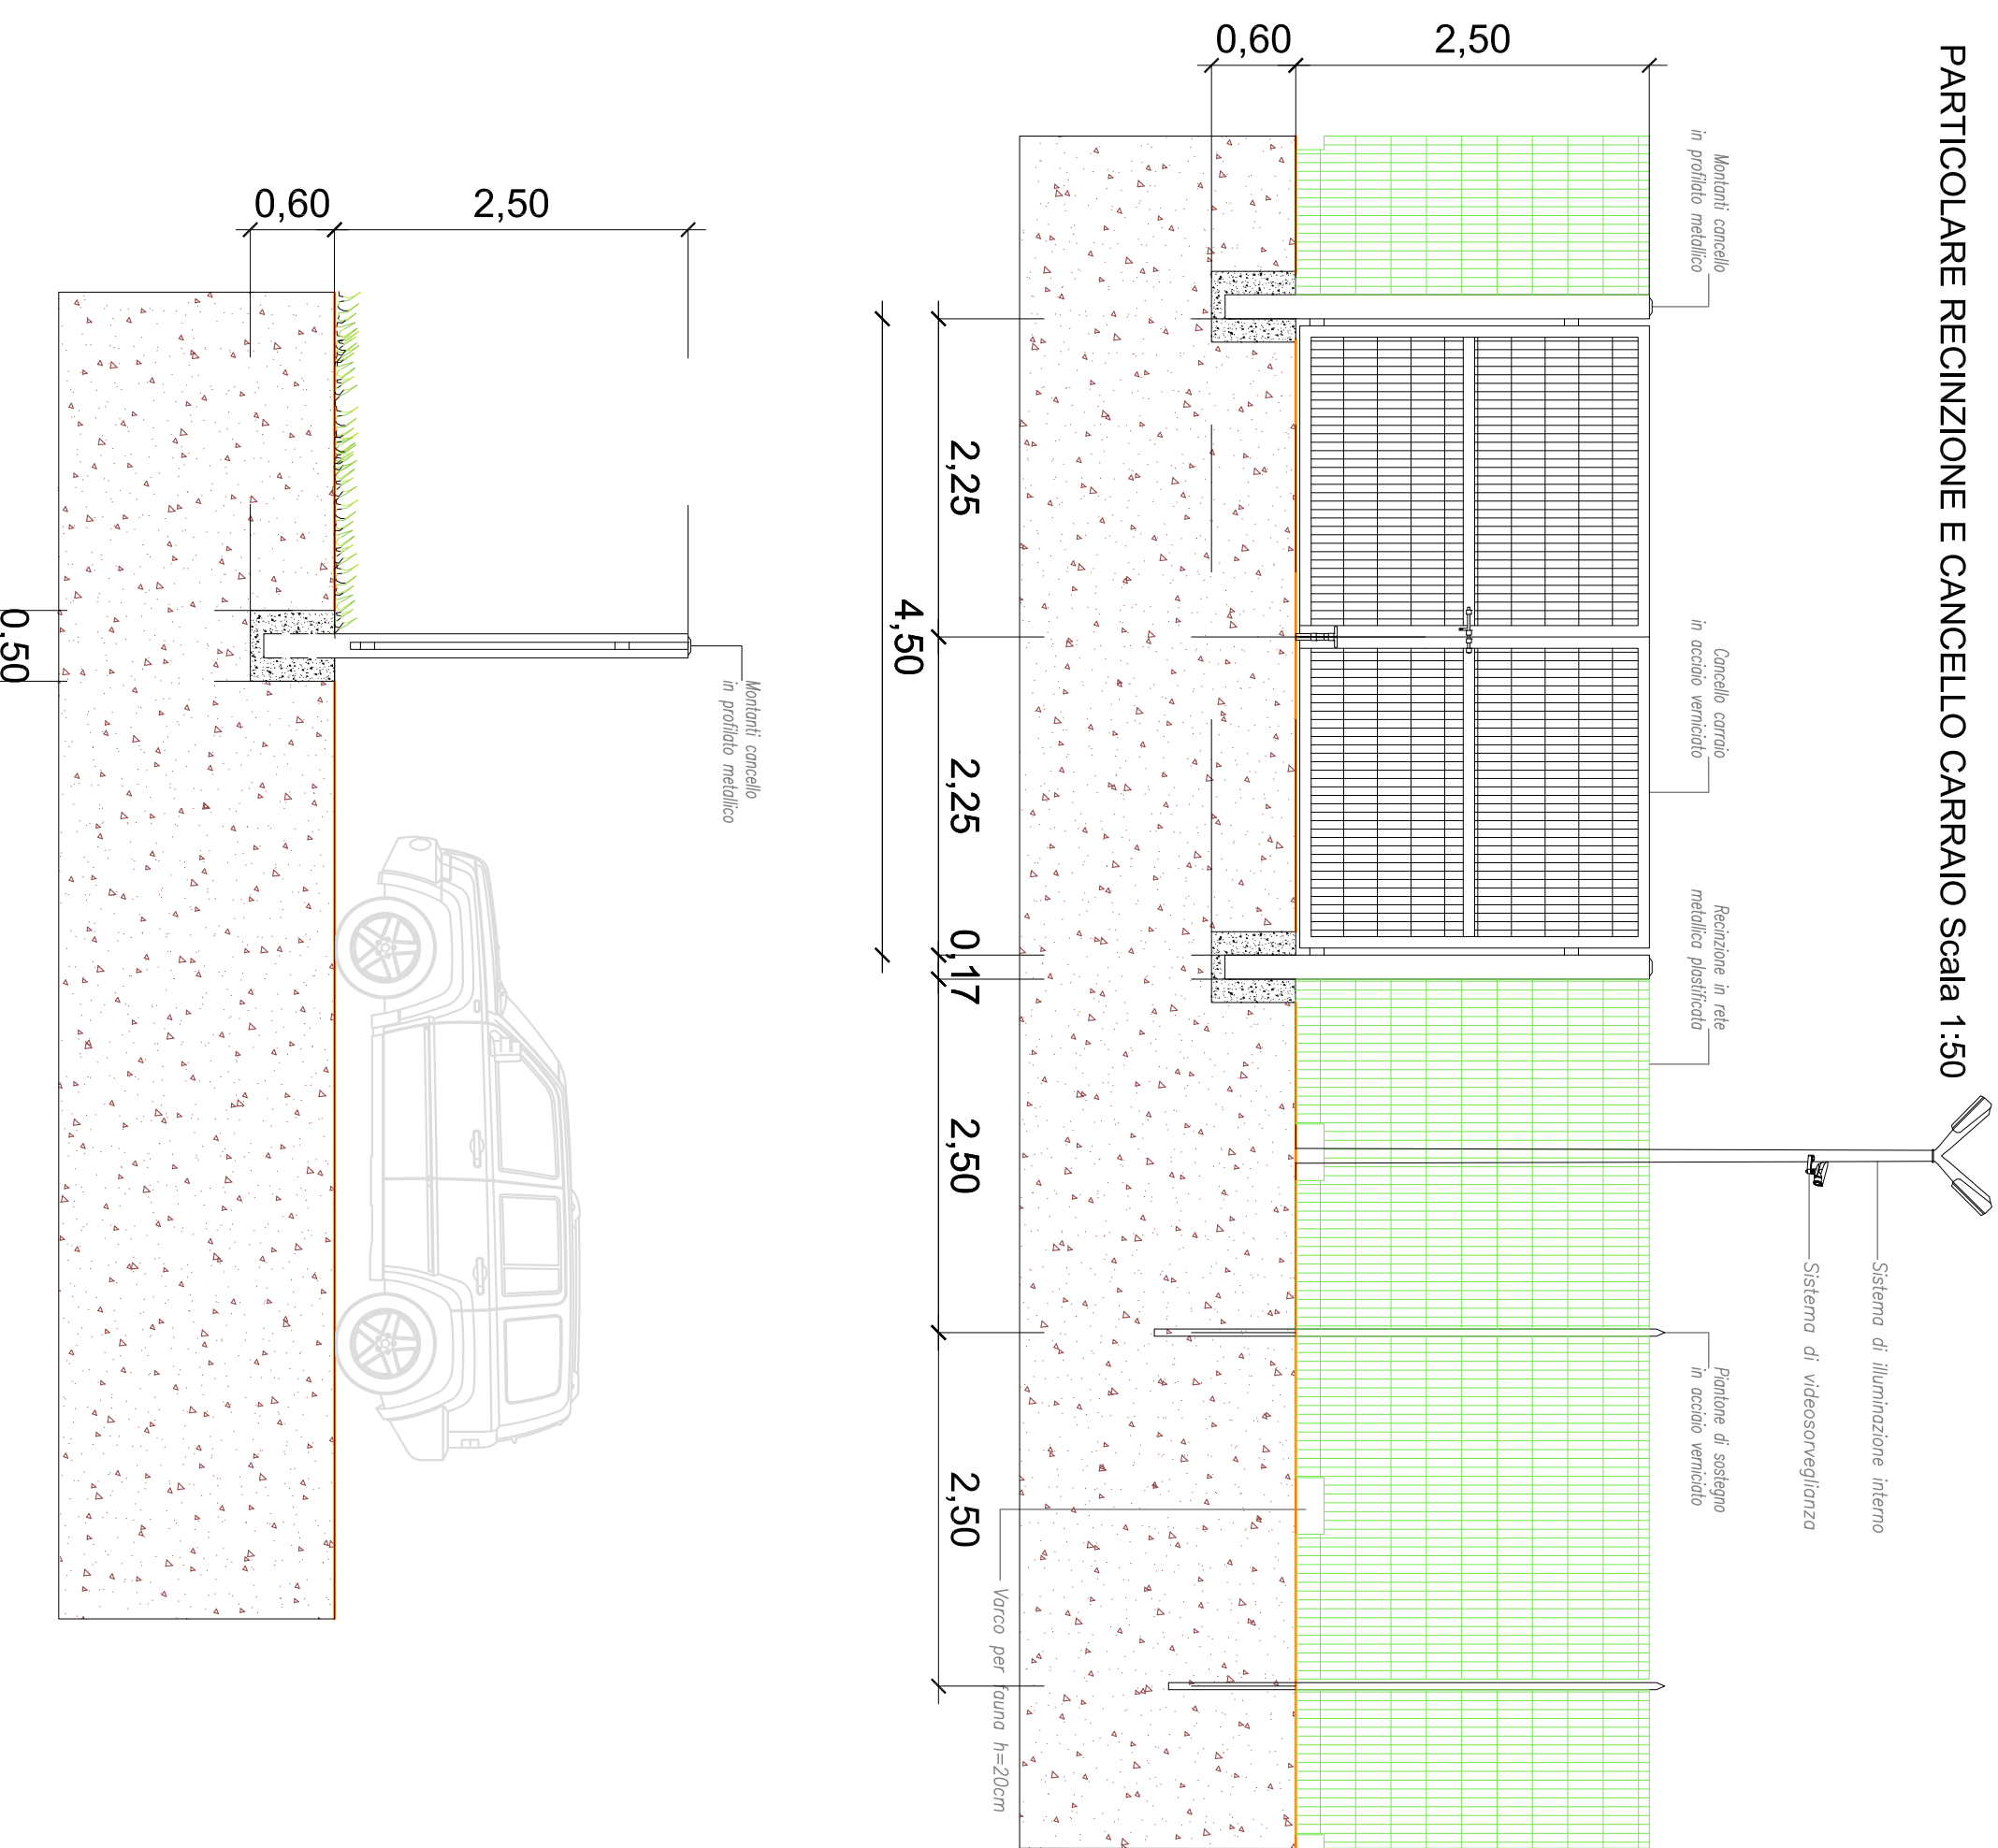 PARTICOLARE RECINZIONE E CANCELLO CARRAIO Scala 1:50
Sistema di illuminazione interno
Sistema di videosorveglianza
Montanti cancello
in profilato metallico
Cancello carraio
in acciaio verniciato
Recinzione in rete
metallica plastificata
Piantone di sostegno
in acciaio verniciato
2,50
0,60
Varco per fauna h=20cm
2,25
2,25
0,17
2,50
2,50
4,50
Montanti cancello
in profilato metallico
2,50
0,60
0,50